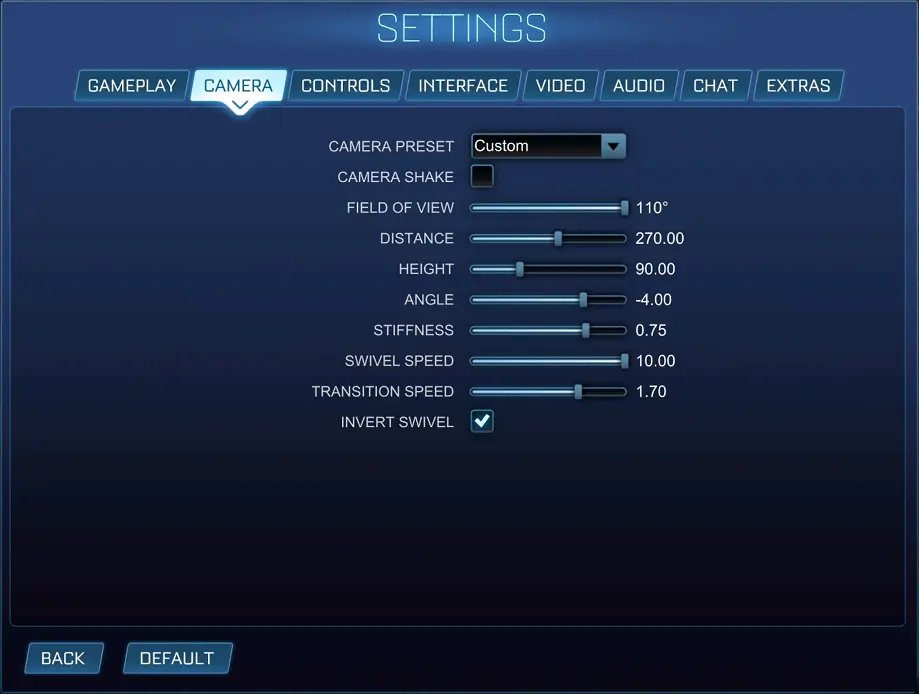 SETTINGS
GAMEPLAY CAMERA CONTROLS INTERFACE VIDEO AUDIO CHAT EXTRAS
CAMERA PRESET Custom
CAMERA SHAKE
FIELD OF VIEW 110°
DISTANCE 270.00
HEIGHT 90.00
ANGLE -4.00
STIFFNESS 0.75
SWIVEL SPEED 10.00
TRANSITION SPEED 1.70
INVERT SWIVEL
BACK DEFAULT